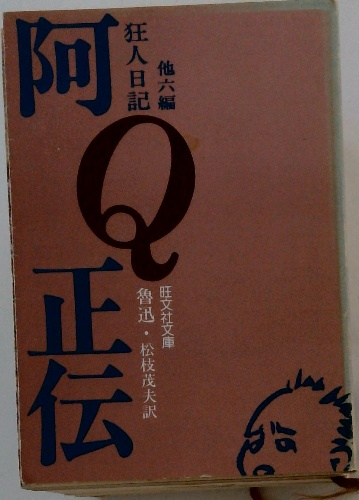 阿Q正伝
狂人日記
他六編
旺文社文庫
魯迅・松枝茂夫訳